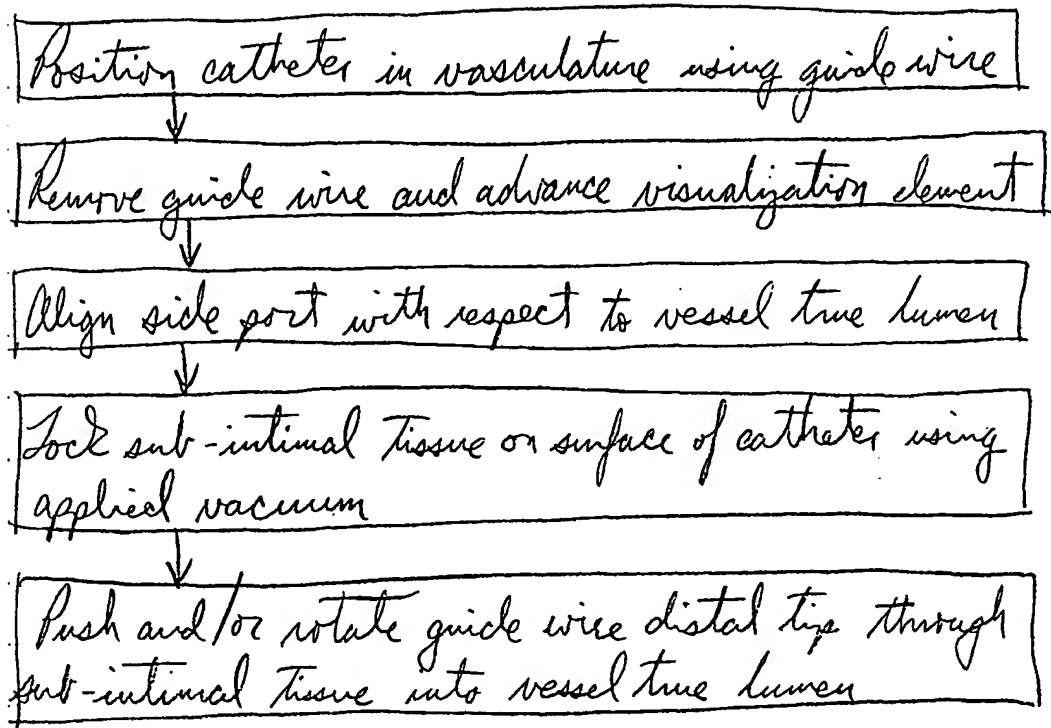 Position catheter in vasculature using guide wire
Remove guide wire and advance visualization element
Align side port with respect to vessel true lumen
Lock sub-intimal tissue on surface of catheter using
applied vacuum
Push and/or rotate guide wire distal tip through
sub-intimal tissue into vessel true lumen